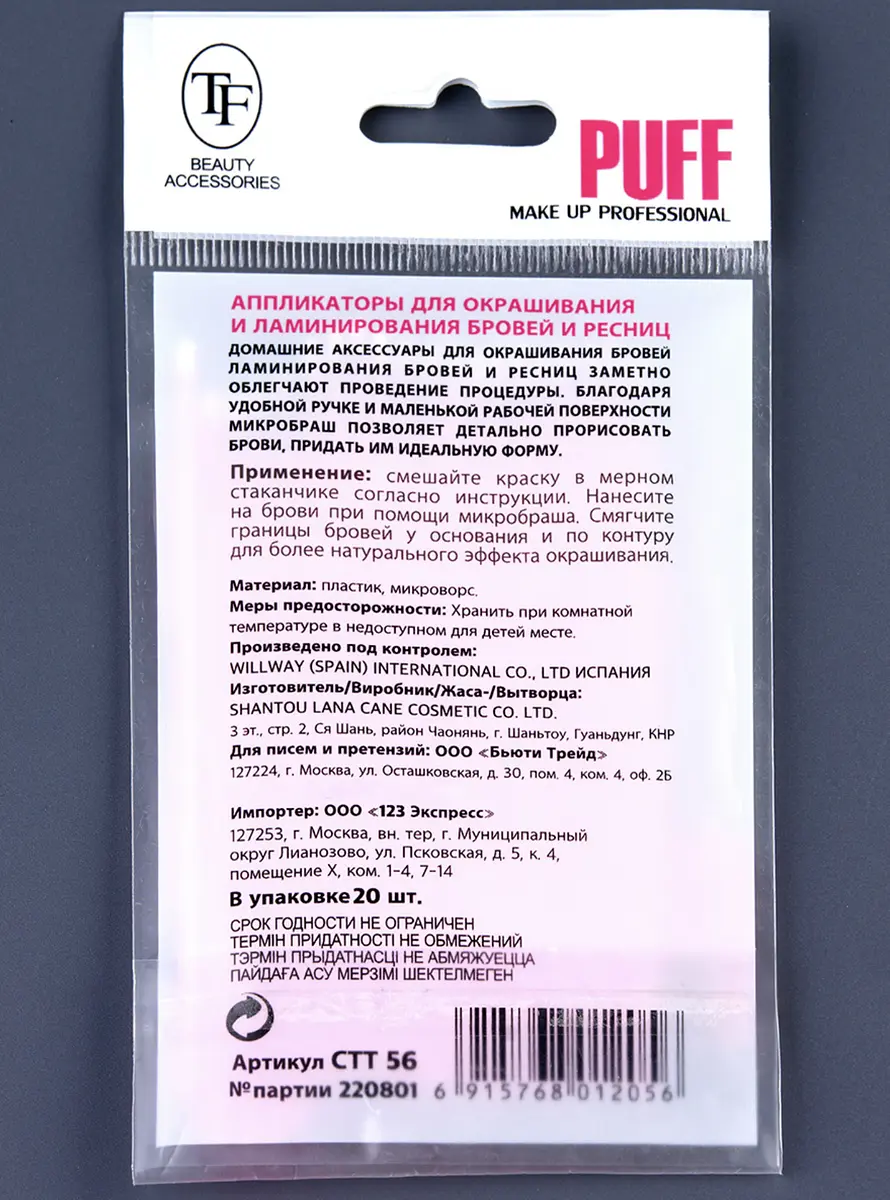 TF
BEAUTY
ACCESSORIES
PUFF
MAKE UP PROFESSIONAL
АППЛИКАТОРЫ ДЛЯ ОКРАШИВАНИЯ
И ЛАМИНИРОВАНИЯ БРОВЕЙ И РЕСНИЦ
ДОМАШНИЕ АКСЕССУАРЫ ДЛЯ ОКРАШИВАНИЯ БРОВЕЙ
ЛАМИНИРОВАНИЯ БРОВЕЙ И РЕСНИЦ ЗАМЕТНО
ОБЛЕГЧАЮТ ПРОВЕДЕНИЕ ПРОЦЕДУРЫ. БЛАГОДАРЯ
УДОБНОЙ РУЧКЕ И МАЛЕНЬКОЙ РАБОЧЕЙ ПОВЕРХНОСТИ
МИКРОБРАШ ПОЗВОЛЯЕТ ДЕТАЛЬНО ПРОРИСОВАТЬ
БРОВИ, ПРИДАТЬ ИМ ИДЕАЛЬНУЮ ФОРМУ.
Применение: смешайте краску в мерном
стаканчике согласно инструкции. Нанесите
на брови при помощи микробраша. Смягчите
границы бровей у основания и по контуру
для более натурального эффекта окрашивания.
Материал: пластик, микроворс.
Меры предосторожности: Хранить при комнатной
температуре в недоступном для детей месте.
Произведено под контролем:
WILLWAY (SPAIN) INTERNATIONAL CO., LTD ИСПАНИЯ
Изготовитель/Виробник/Жаса-/Вытворца:
SHANTOU LANA CANE COSMETIC CO. LTD.
3 эт., стр. 2, Ся Шань, район Чаонянь, г. Шаньтоу, Гуаньдунг, КНР
Для писем и претензий: ООО «Бьюти Трейд»
127224, г. Москва, ул. Осташковская, д. 30, пом. 4, ком. 4, оф. 2Б
Импортер: ООО «123 Экспресс»
127253, г. Москва, вн. тер, г. Муниципальный
округ Лианозово, ул. Псковская, д. 5, к. 4,
помещение X, ком. 1-4, 7-14
В упаковке 20 шт.
СРОК ГОДНОСТИ НЕ ОГРАНИЧЕН
ТЕРМІН ПРИДАТНОСТІ НЕ ОБМЕЖЕНИЙ
ТЭРМІН ПРЫДАТНАСЦІ НЕ АБМЯЖУЕЦЦА
ПАЙДАҒА АСУ МЕРЗІМІ ШЕКТЕЛМЕГЕН
Артикул СТТ 56
№партии 220801
6 915768 012056